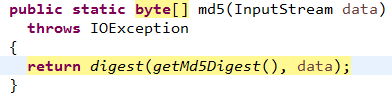 public static byte[] md5(InputStream data)
  throws IOException
{
  return digest(getMd5Digest(), data);
}